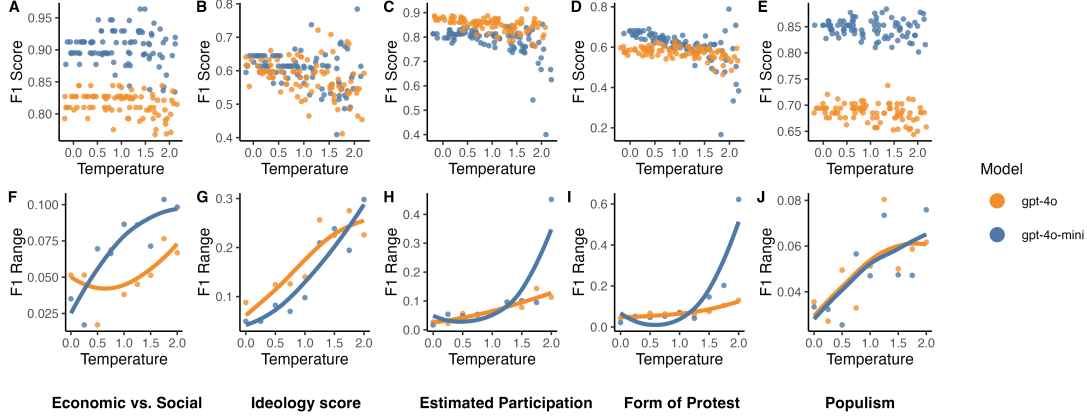 A B C D E
F1 Score
0.95
0.90
0.85
0.80
0.0 0.5 1.0 1.5 2.0
Temperature
F1 Score
0.8
0.7
0.6
0.5
0.4
0.0 0.5 1.0 1.5 2.0
Temperature
F1 Score
0.9
0.8
0.7
0.6
0.5
0.4
0.0 0.5 1.0 1.5 2.0
Temperature
F1 Score
0.8
0.6
0.4
0.2
0.0 0.5 1.0 1.5 2.0
Temperature
F1 Score
0.85
0.80
0.75
0.70
0.65
0.0 0.5 1.0 1.5 2.0
Temperature
Model
gpt-4o
gpt-4o-mini
F G H I J
F1 Range
0.100
0.075
0.050
0.025
0.0 0.5 1.0 1.5 2.0
Temperature
F1 Range
0.3
0.2
0.1
0.0 0.5 1.0 1.5 2.0
Temperature
F1 Range
0.4
0.3
0.2
0.1
0.0
0.0 0.5 1.0 1.5 2.0
Temperature
F1 Range
0.6
0.4
0.2
0.0
0.0 0.5 1.0 1.5 2.0
Temperature
F1 Range
0.08
0.06
0.04
0.0 0.5 1.0 1.5 2.0
Temperature
Economic vs. Social Ideology score Estimated Participation Form of Protest Populism